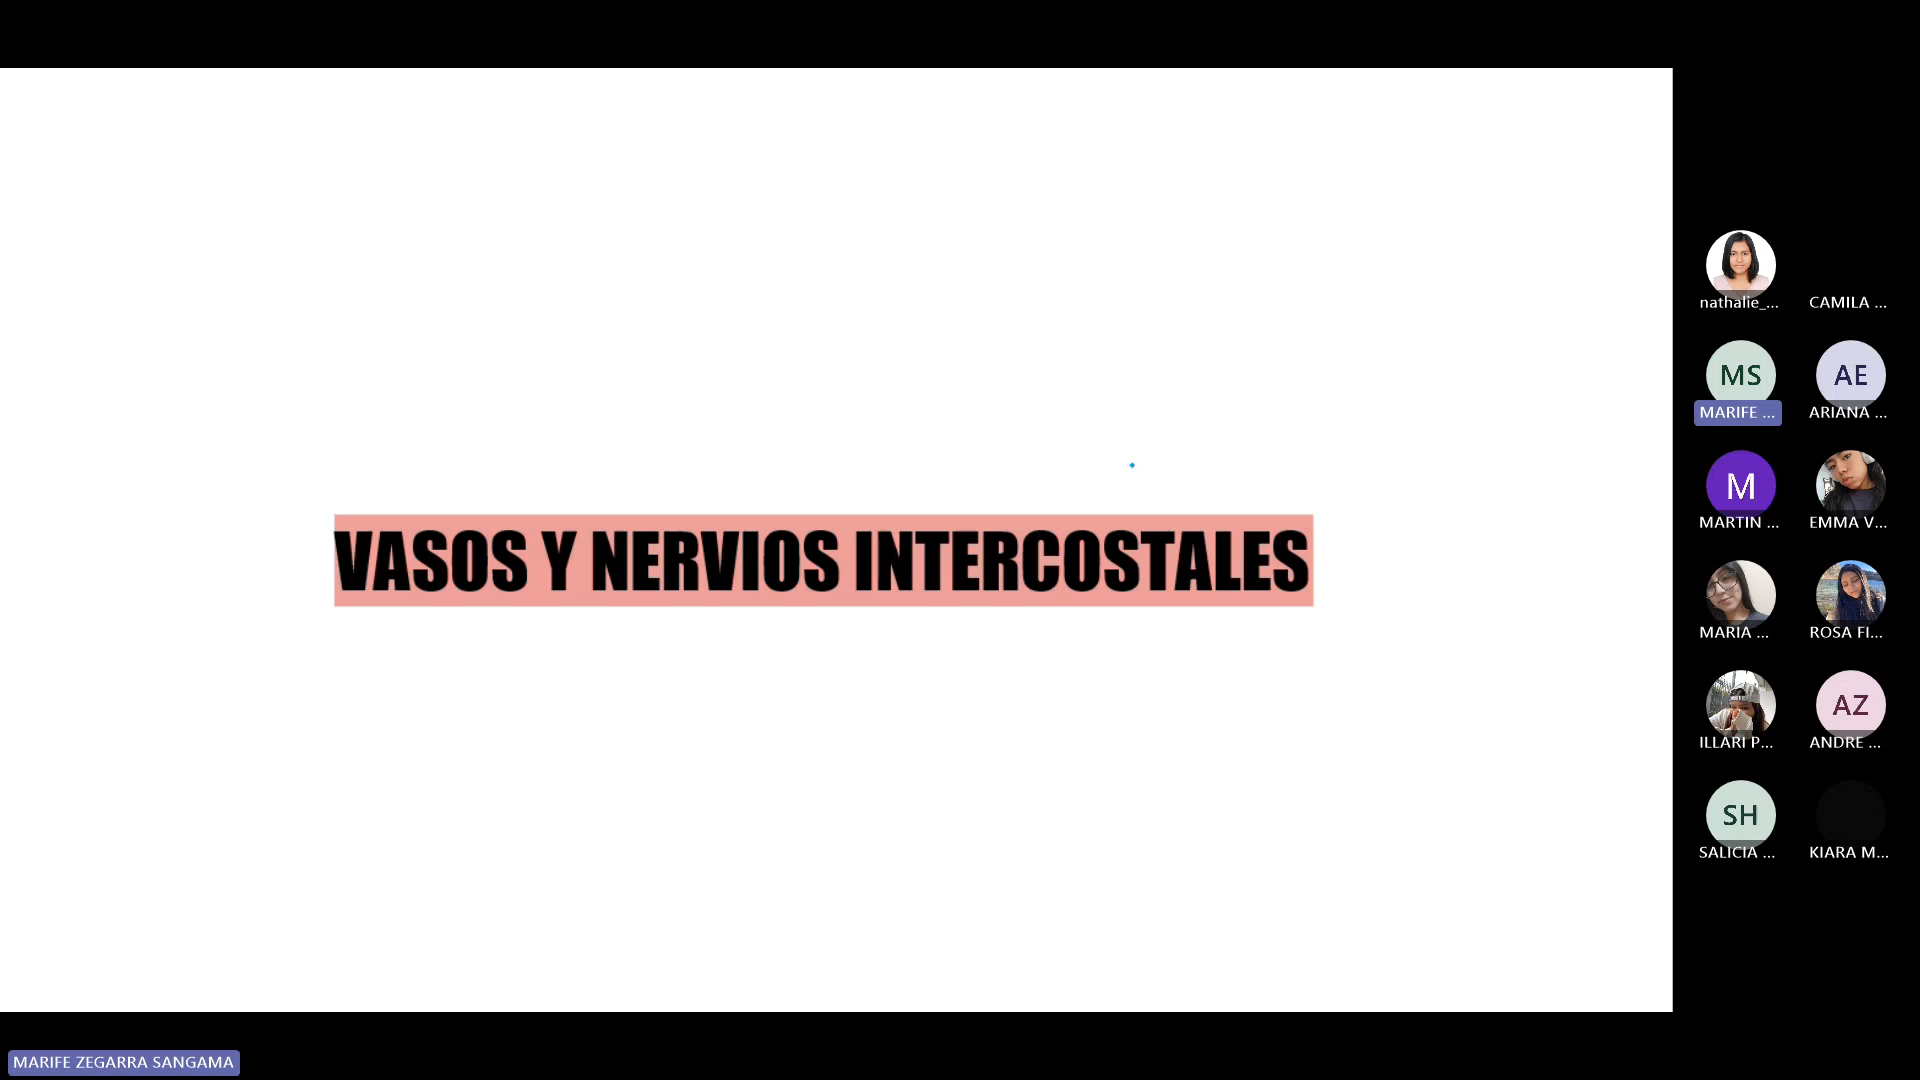 VASOS Y NERVIOS INTERCOSTALES
nathalie_...
CAMILA ...
MS
MARIFE ...
AE
ARIANA ...
M
MARTIN ...
EMMA V...
MARIA ...
ROSA FI...
ILLARI P...
AZ
ANDRE ...
SH
SALICIA ...
KIARA M...
MARIFE ZEGARRA SANGAMA